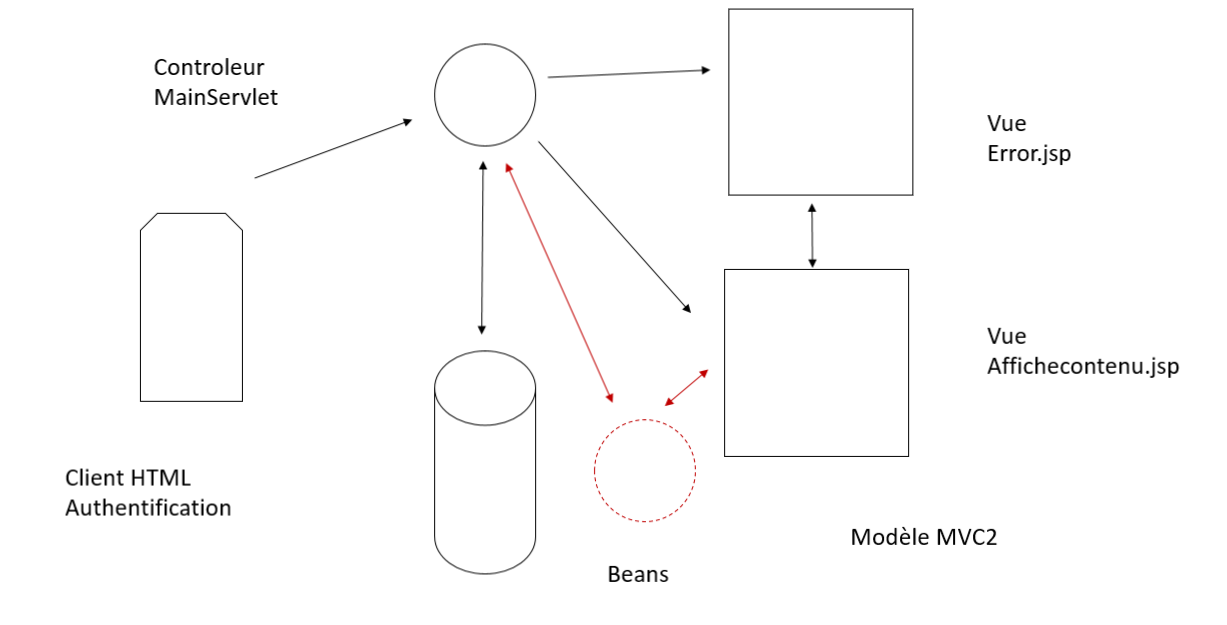 Controleur
MainServlet
Vue
Error.jsp
Vue
Affichecontenu.jsp
Client HTML
Authentification
Modèle MVC2
Beans